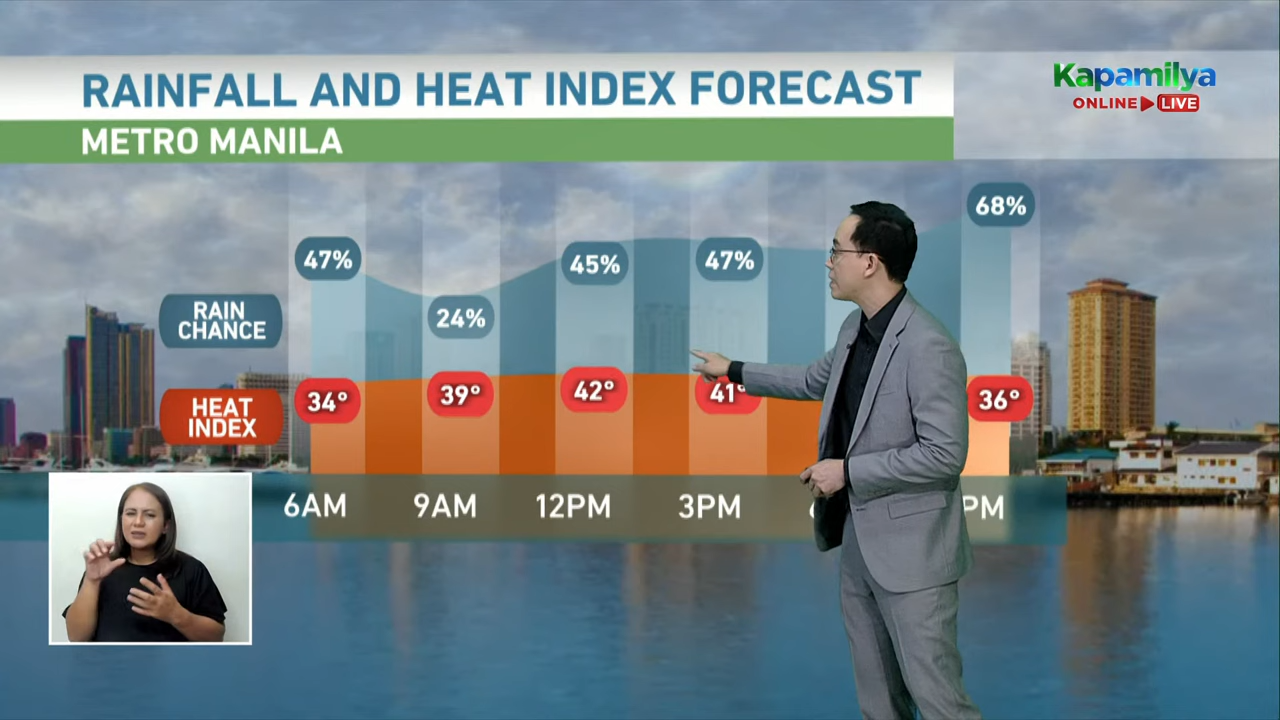 RAINFALL AND HEAT INDEX FORECAST
METRO MANILA
Kapamilya
ONLINE LIVE
47% 24% 45% 47% 68%
RAIN
CHANCE
34° 39° 42° 41° 36°
HEAT
INDEX
6AM 9AM 12PM 3PM PM